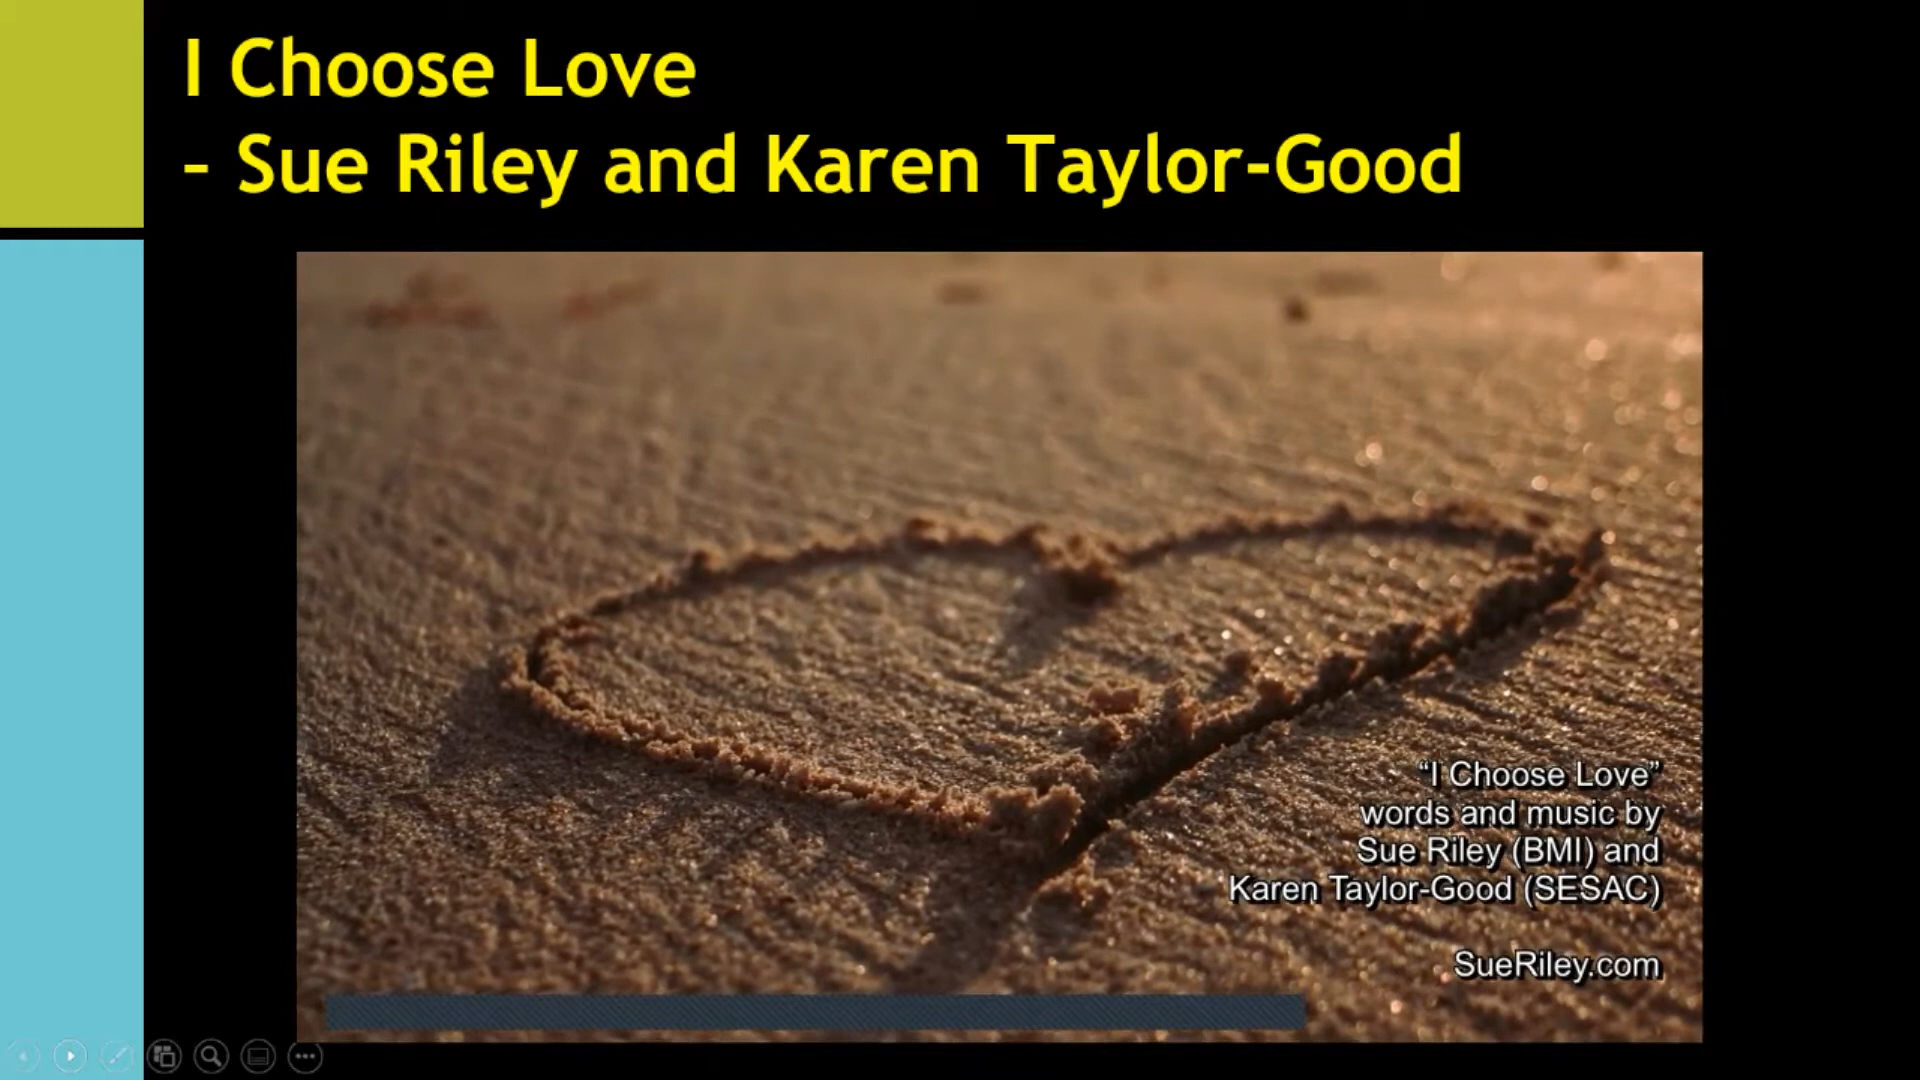 I Choose Love
– Sue Riley and Karen Taylor-Good
“I Choose Love”
words and music by
Sue Riley (BMI) and
Karen Taylor-Good (SESAC)
SueRiley.com